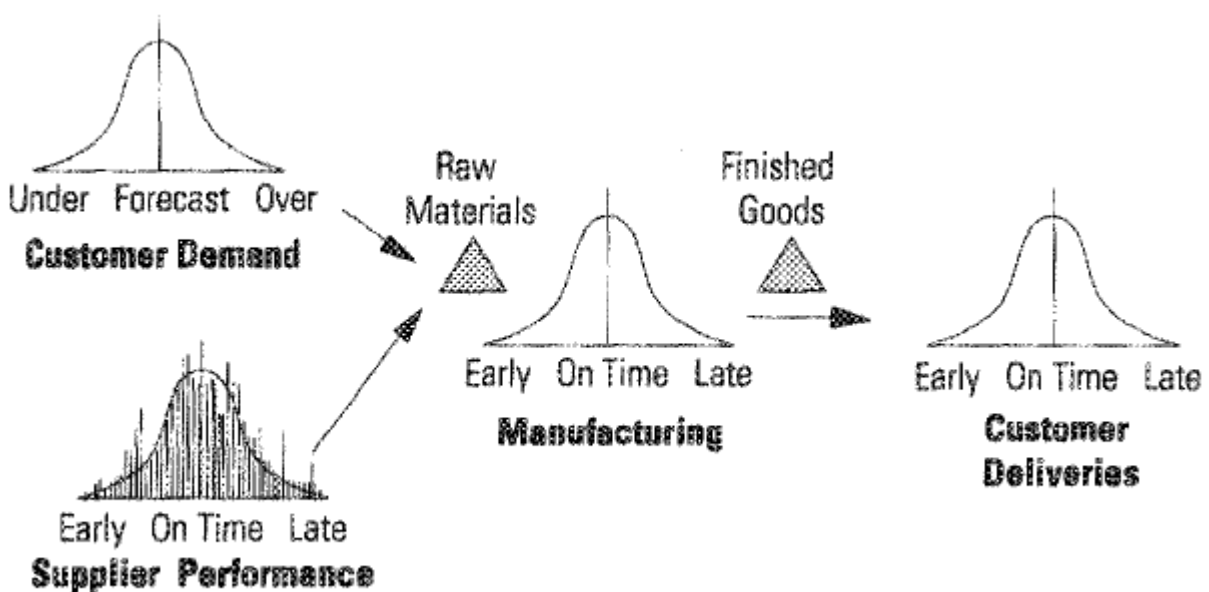 Under Forecast Over
Customer Demand
Raw
Materials
Finished
Goods
Early On Time Late
Manufacturing
Early On Time Late
Customer
Deliveries
Early On Time Late
Supplier Performance